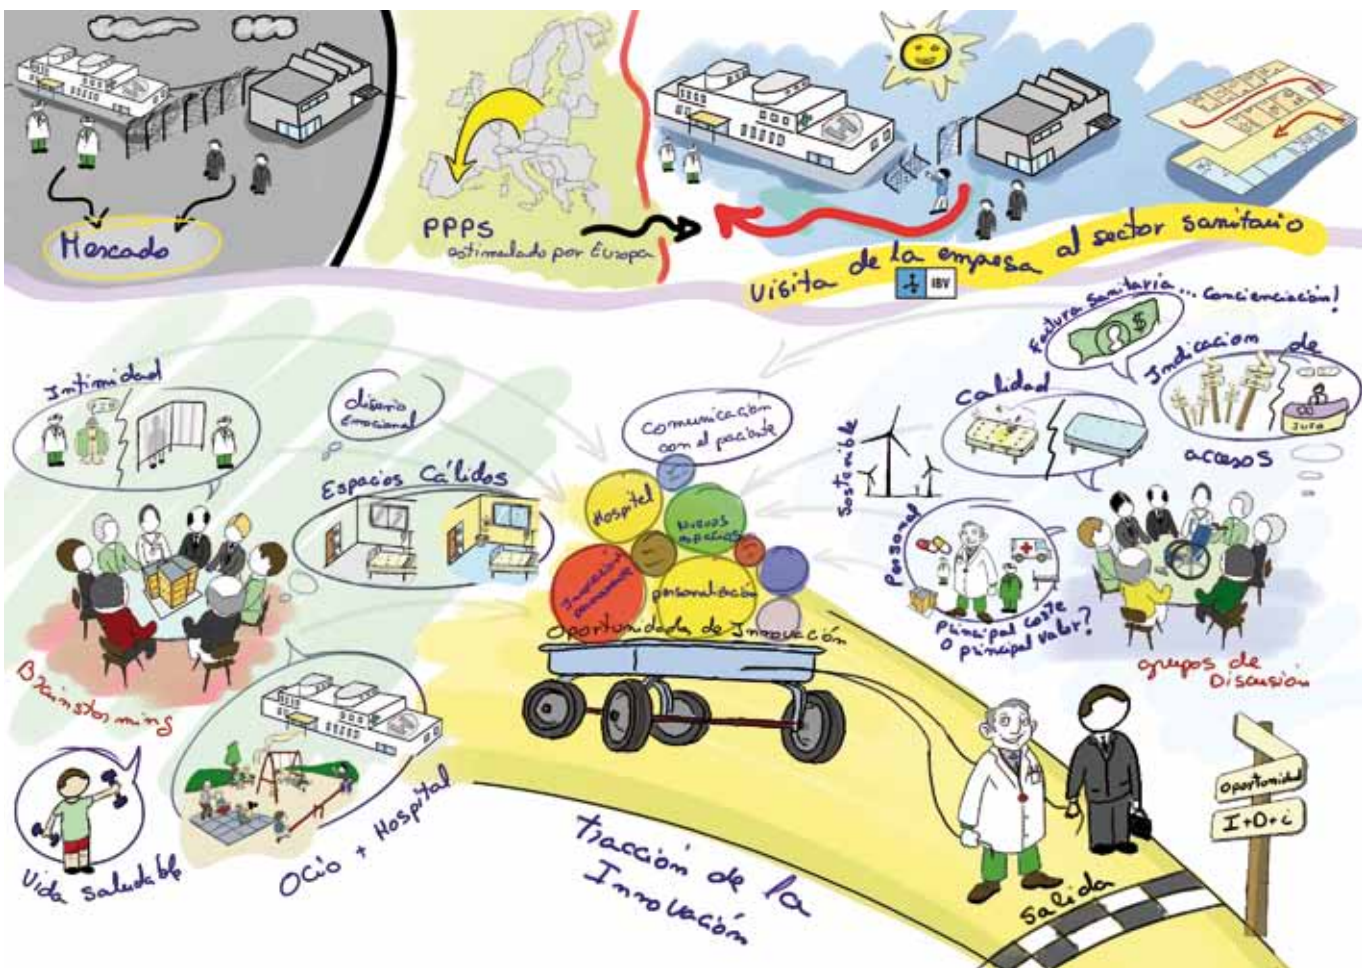 Mercado
PPPS
estimulado por Europa
Visita de la empresa al sector sanitario
IBV
Factura sanitaria... Concienciación!
$
Intimidad
diseño
Emocional
comunicación
con el paciente
Calidad
Indicacion de
accesos
Info
Sostenible
Espacios Cálidos
Hospital
Nuevos
espacios
Personal
personalización
principal coste
o principal valor?
Oportunidades de Innovación
grupos de
Discusión
Brainstorming
Vida saludable
Ocio + Hospital
tracción de la
Innovación
Salida
oportunidad
I+D+i